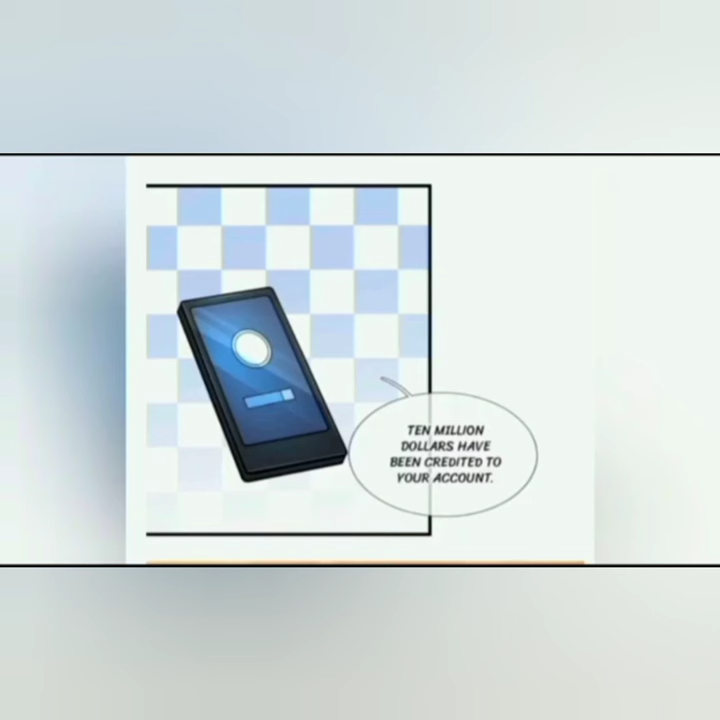 TEN MILLION
DOLLARS HAVE
BEEN CREDITED TO
YOUR ACCOUNT.